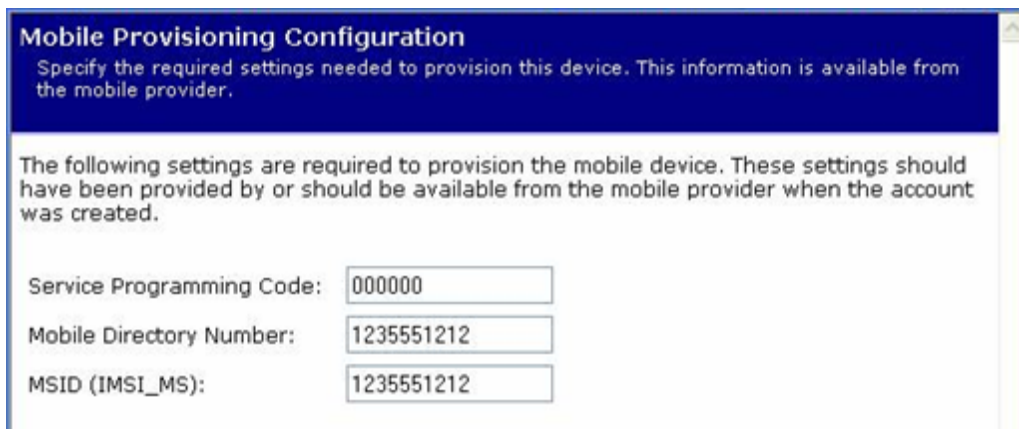 Mobile Provisioning Configuration
Specify the required settings needed to provision this device. This information is available from
the mobile provider.
The following settings are required to provision the mobile device. These settings should
have been provided by or should be available from the mobile provider when the account
was created.
Service Programming Code: 000000
Mobile Directory Number: 1235551212
MSID (IMSI_MS): 1235551212